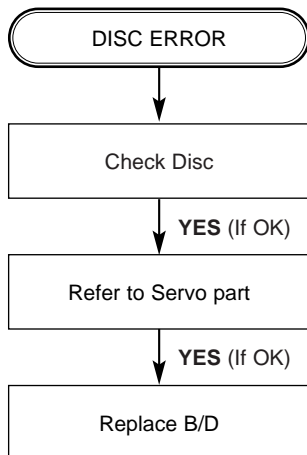 DISC ERROR
Check Disc
YES (If OK)
Refer to Servo part
YES (If OK)
Replace B/D